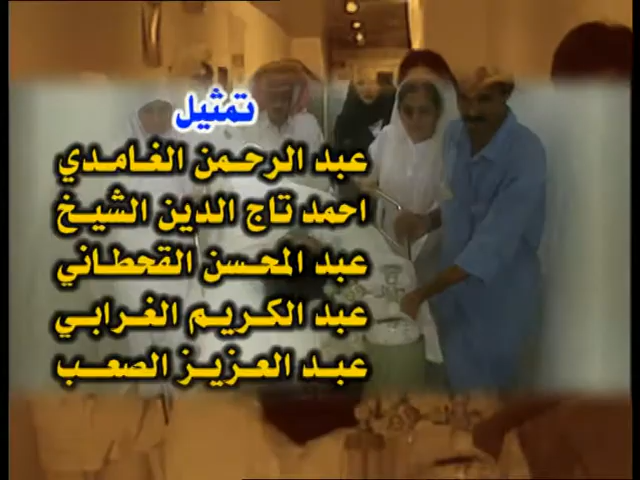 تمثيل
عبد الرحمن الغامدي
احمد تاج الدين الشيخ
عبد المحسن القحطاني
عبد الكريم الغرابي
عبد العزيز الصعب